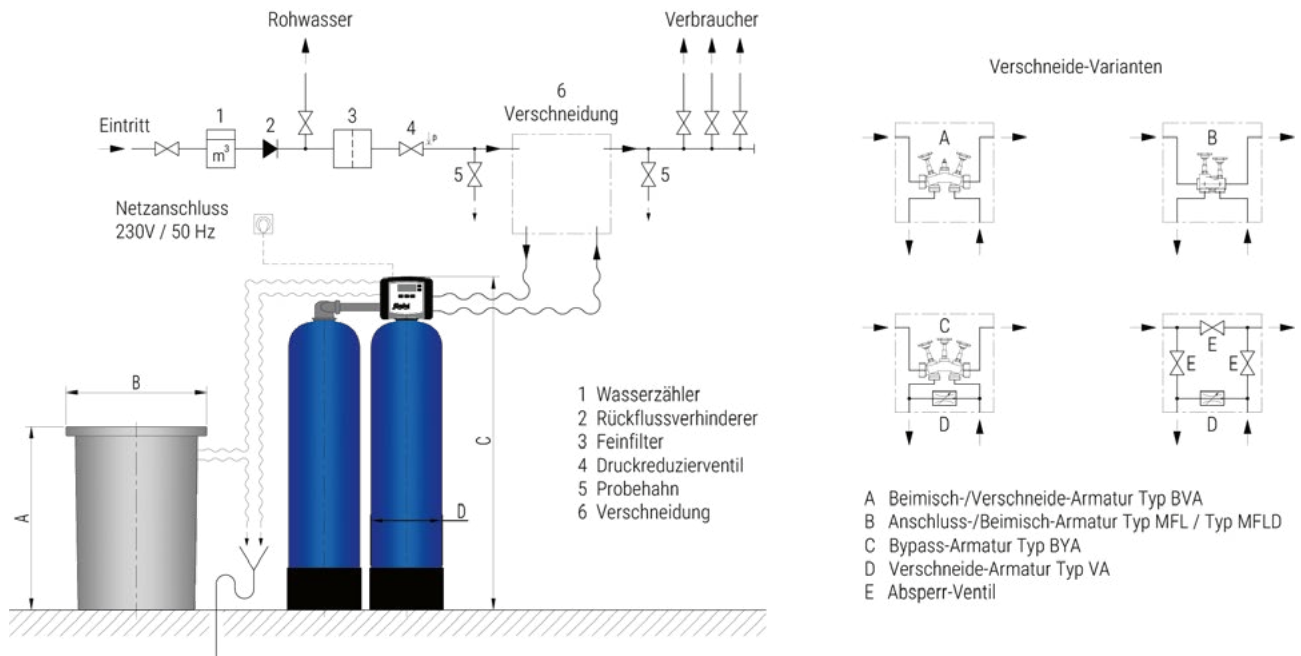 Rohwasser
Verbraucher
Verschneide-Varianten
6
Verschneidung
Eintritt
1
2
3
4
m³
p
5
5
Netzanschluss
230V / 50 Hz
A
B
C
D
E
E
E
D
B
A
C
D
1 Wasserzähler
2 Rückflussverhinderer
3 Feinfilter
4 Druckreduzierventil
5 Probehahn
6 Verschneidung
A Beimisch-/Verschneide-Armatur Typ BVA
B Anschluss-/Beimisch-Armatur Typ MFL / Typ MFLD
C Bypass-Armatur Typ BYA
D Verschneide-Armatur Typ VA
E Absperr-Ventil